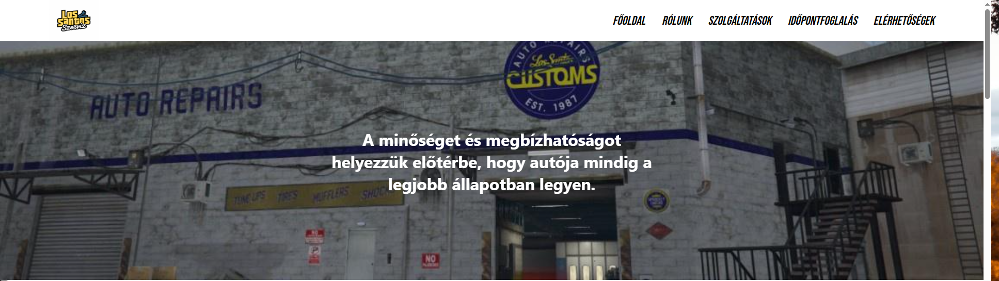 Los
Santos
Szerviz
FŐOLDAL RÓLUNK SZOLGÁLTATÁSOK IDŐPONTFOGLALÁS ELÉRHETŐSÉGEK
AUTO REPAIRS
AUTO REPAIRS
Los Santos
CUSTOMS
EST. 1987
A minőséget és megbízhatóságot
helyezzük előtérbe, hogy autója mindig a
legjobb állapotban legyen.
TUNE-UPS TIRES MUFFLERS
NO
NO